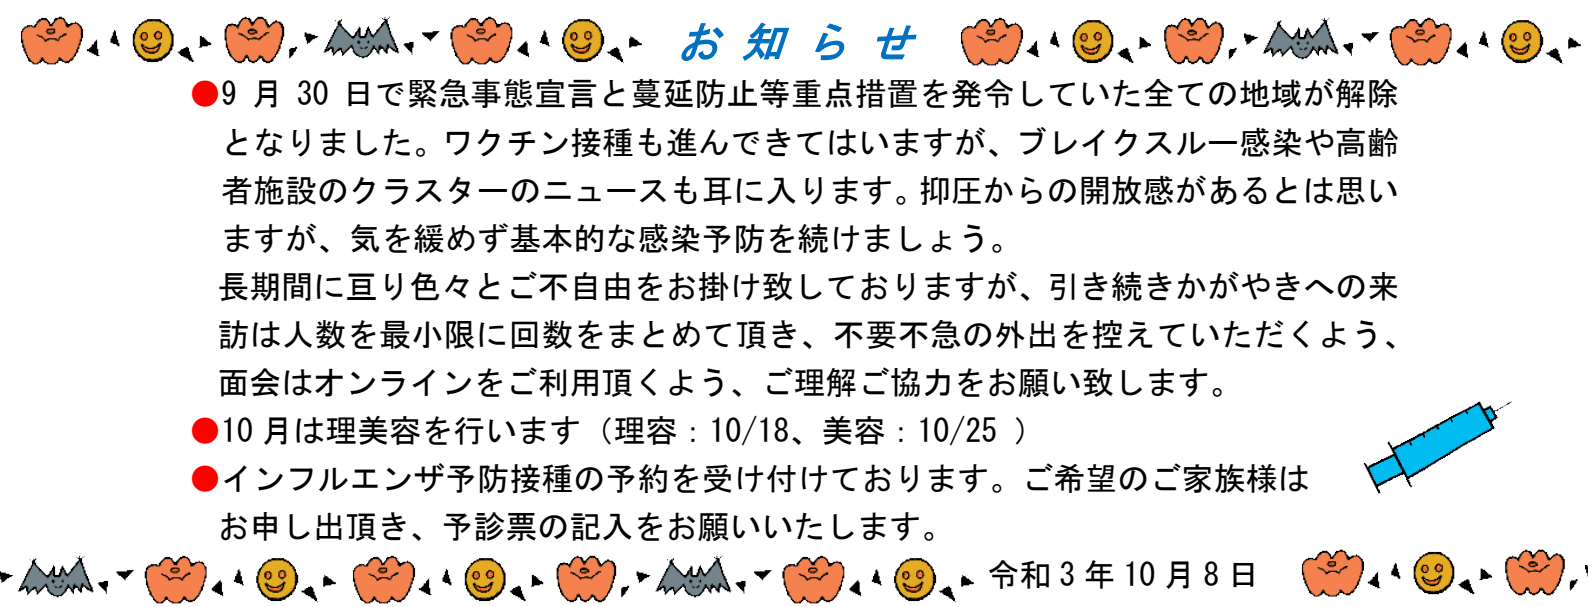 お知らせ
●9月30日で緊急事態宣言と蔓延防止等重点措置を発令していた全ての地域が解除
となりました。ワクチン接種も進んできてはいますが、ブレイクスルー感染や高齢
者施設のクラスターのニュースも耳に入ります。抑圧からの開放感があるとは思い
ますが、気を緩めず基本的な感染予防を続けましょう。
長期間に亘り色々とご不自由をお掛け致しておりますが、引き続きかがやきへの来
訪は人数を最小限に回数をまとめて頂き、不要不急の外出を控えていただくよう、
面会はオンラインをご利用頂くよう、ご理解ご協力をお願い致します。
●10月は理美容を行います（理容：10/18、美容：10/25 ）
●インフルエンザ予防接種の予約を受け付けております。ご希望のご家族様は
お申し出頂き、予診票の記入をお願いいたします。
令和3年10月8日